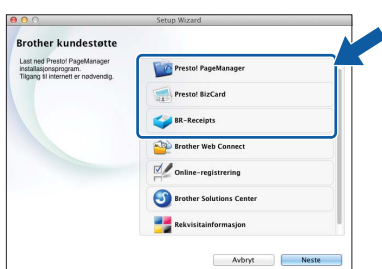 Setup Wizard
Brother kundestøtte
Last ned Presto! PageManager
installasjonsprogram.
Tilgang til internett er nødvendig.
Presto! PageManager
Presto! BizCard
BR-Receipts
Brother Web Connect
Online-registrering
Brother Solutions Center
Rekvisitainformasjon
Avbryt
Neste